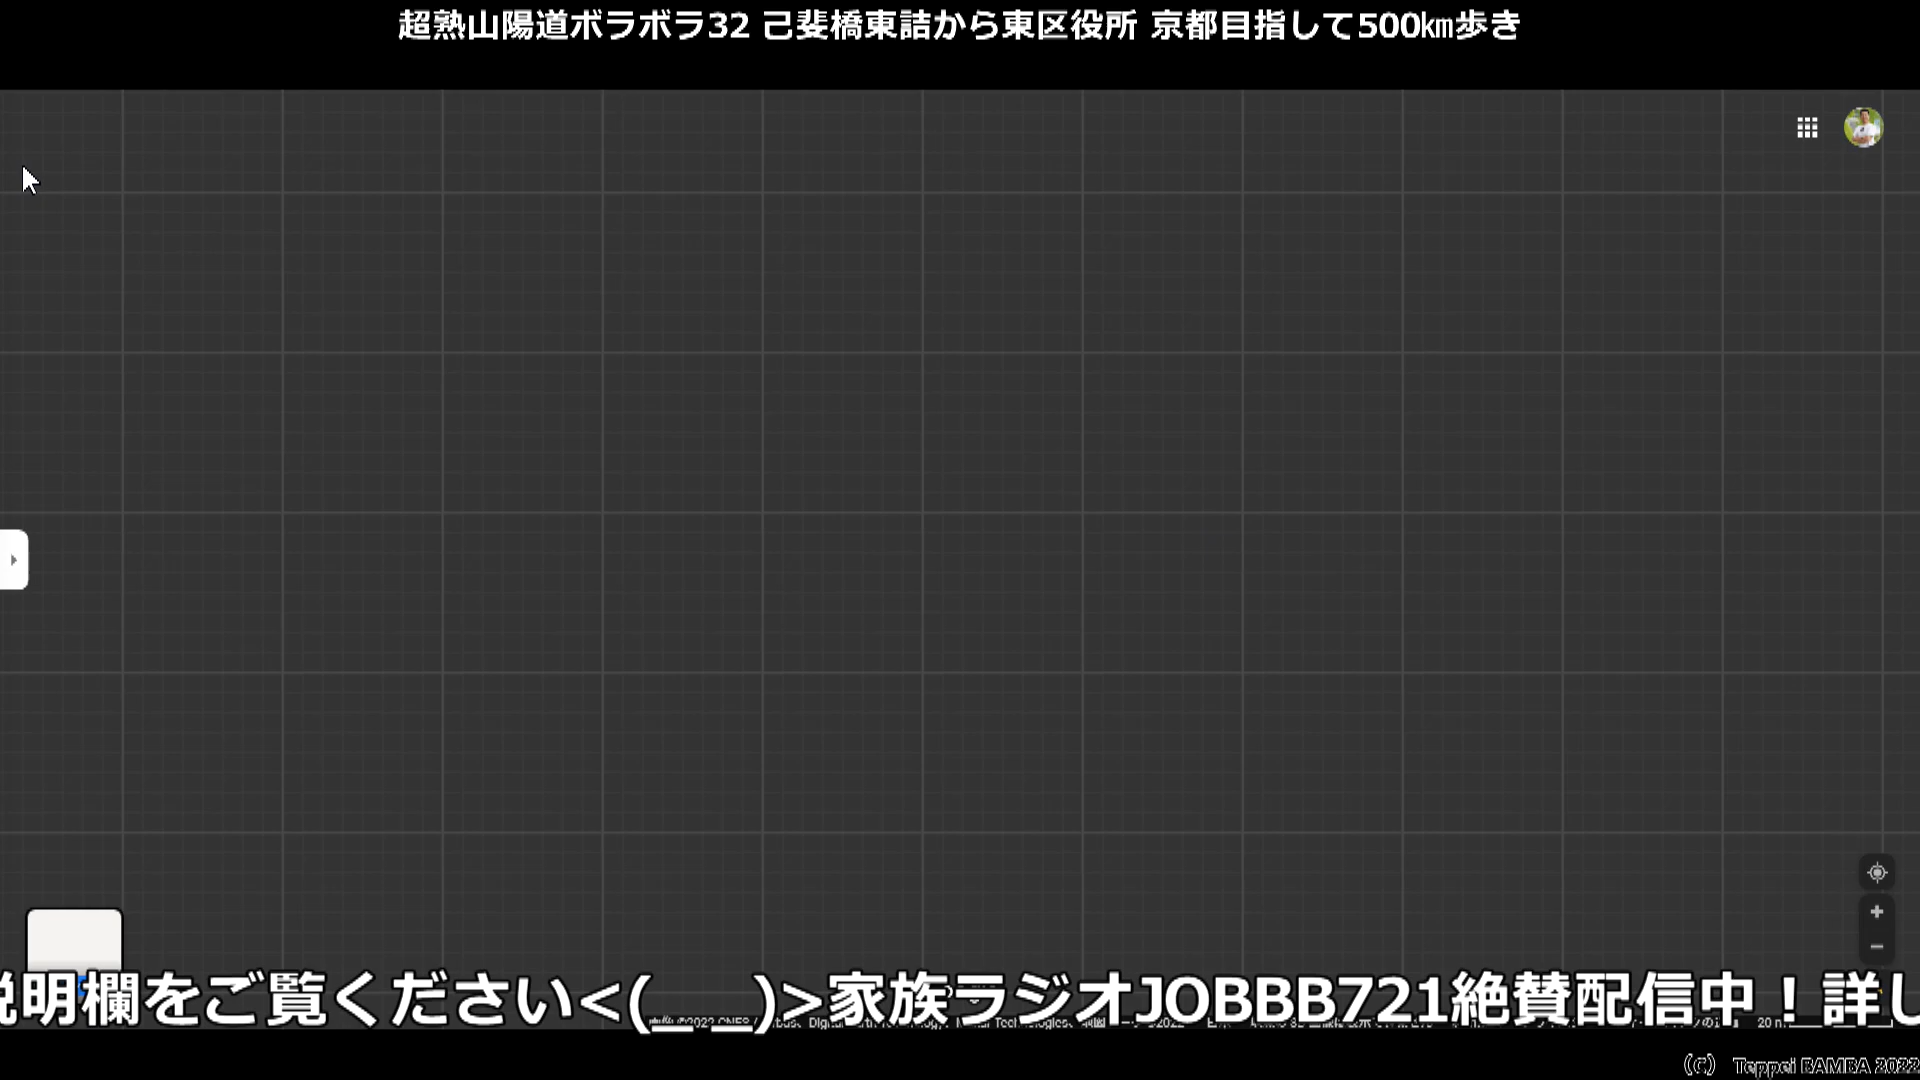 超熟山陽道ボラボラ32 己斐橋東詰から東区役所 京都目指して500㎞歩き
説明欄をご覧ください<(__)>家族ラジオJOBBB721絶賛配信中！詳し
20 m
(C) Teppei BAMBA 2022